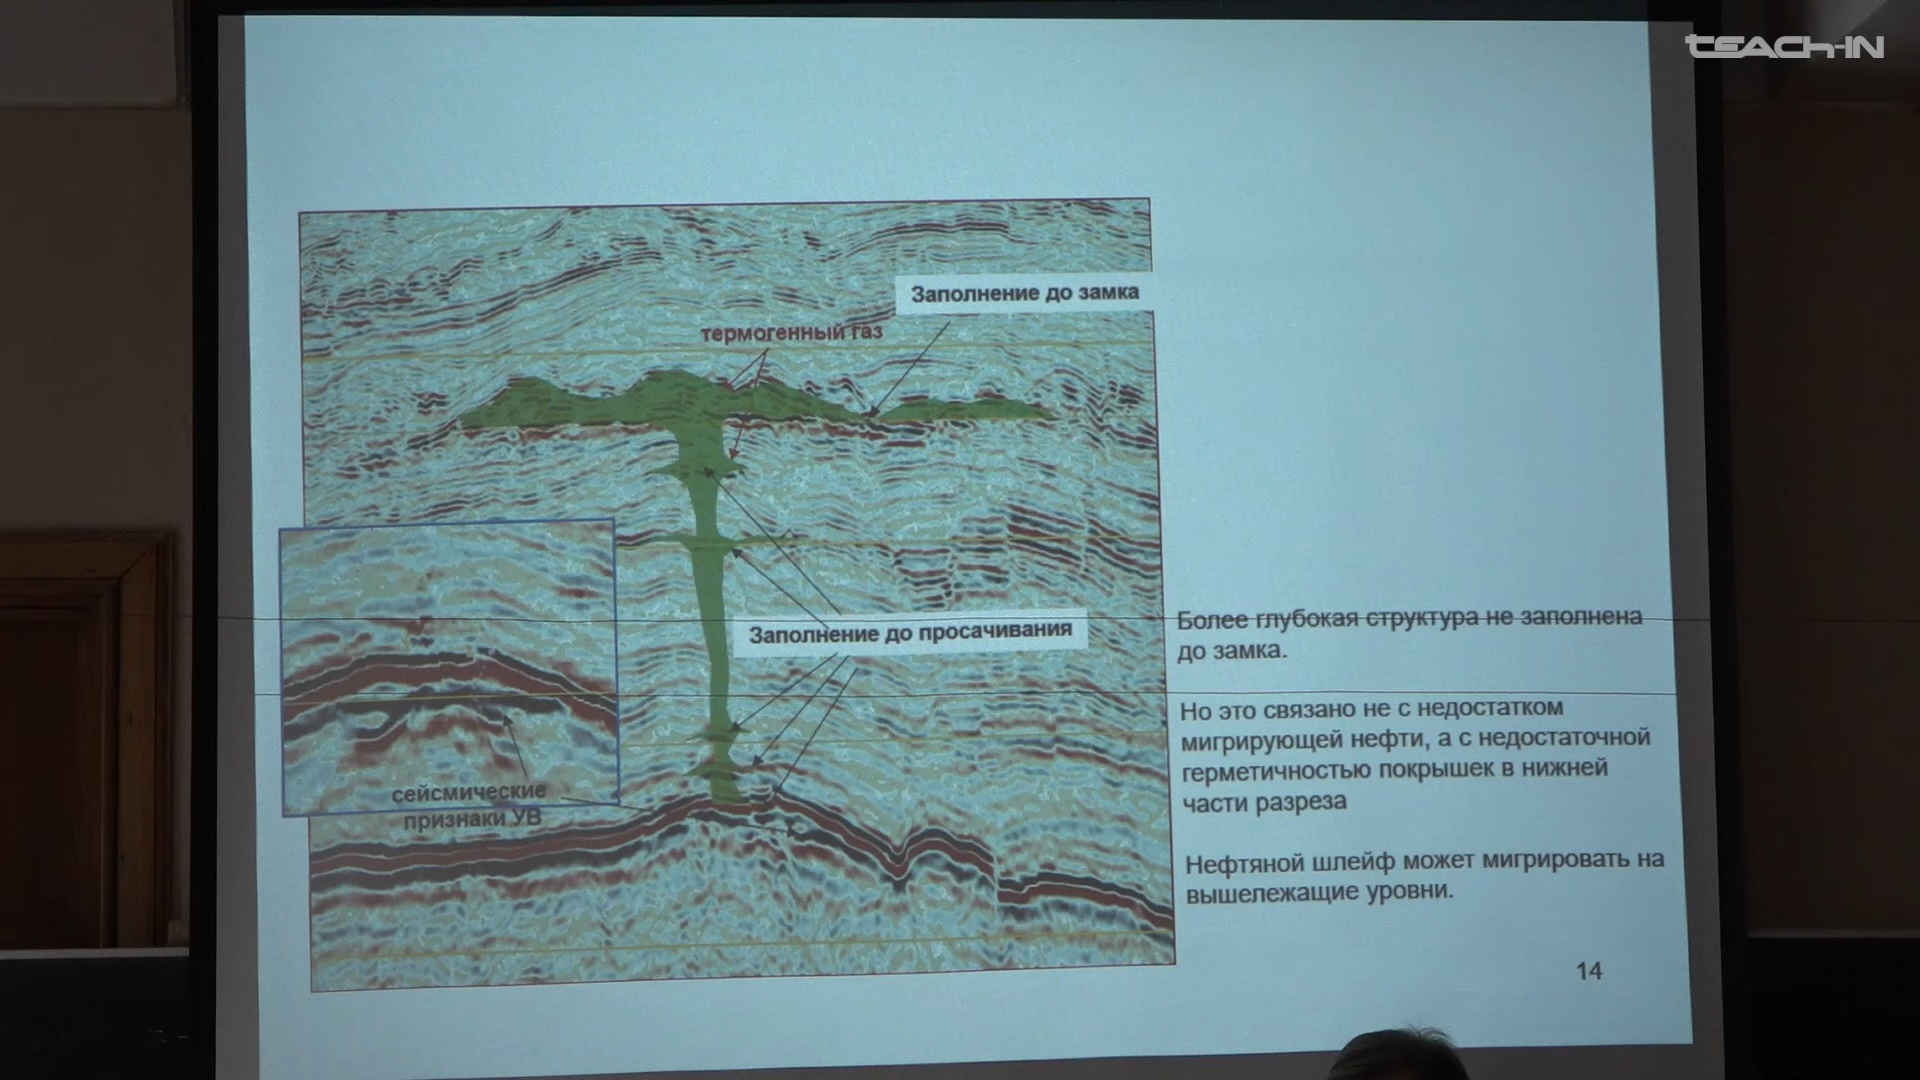 TEACH-IN
Заполнение до замка
термогенный газ
Заполнение до просачивания
сейсмические
признаки УВ
Более глубокая структура не заполнена
до замка.
Но это связано не с недостатком
мигрирующей нефти, а с недостаточной
герметичностью покрышек в нижней
части разреза
Нефтяной шлейф может мигрировать на
вышележащие уровни.
14